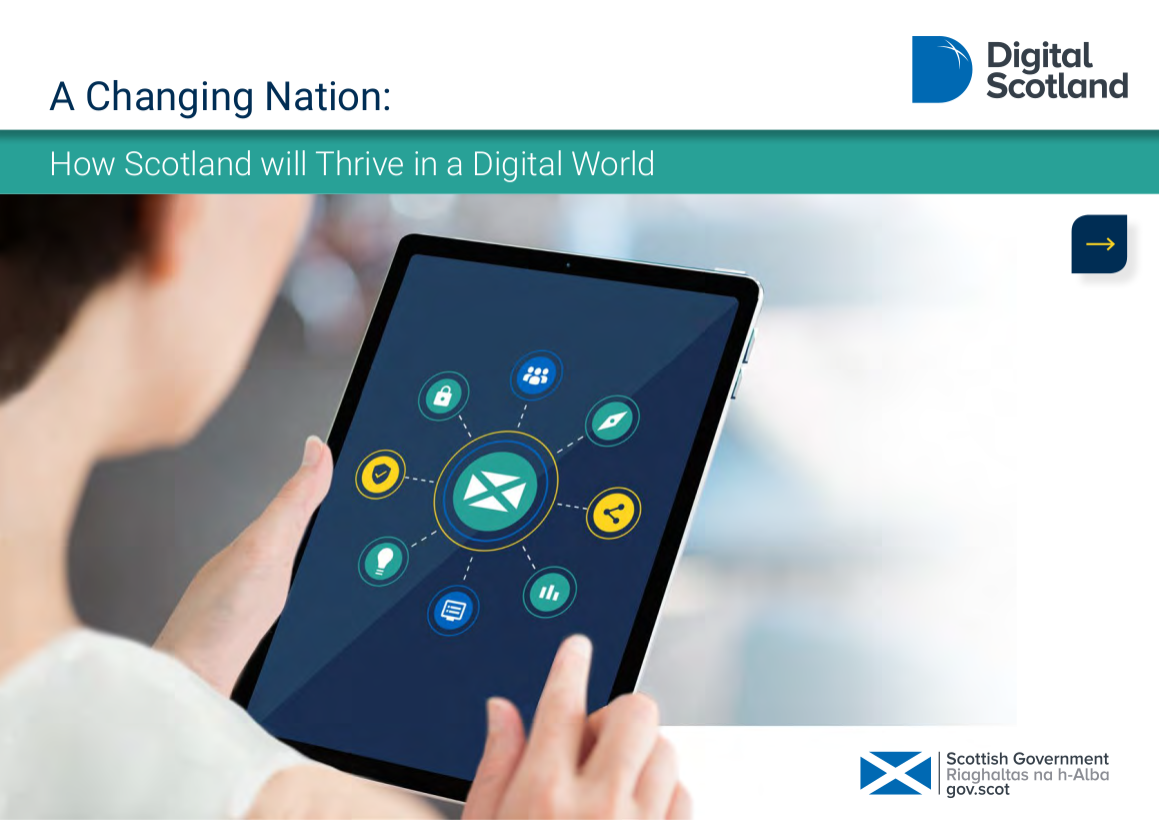 A Changing Nation:
Digital
Scotland
How Scotland will Thrive in a Digital World
Scottish Government
Riaghaltas na h-Alba
gov.scot